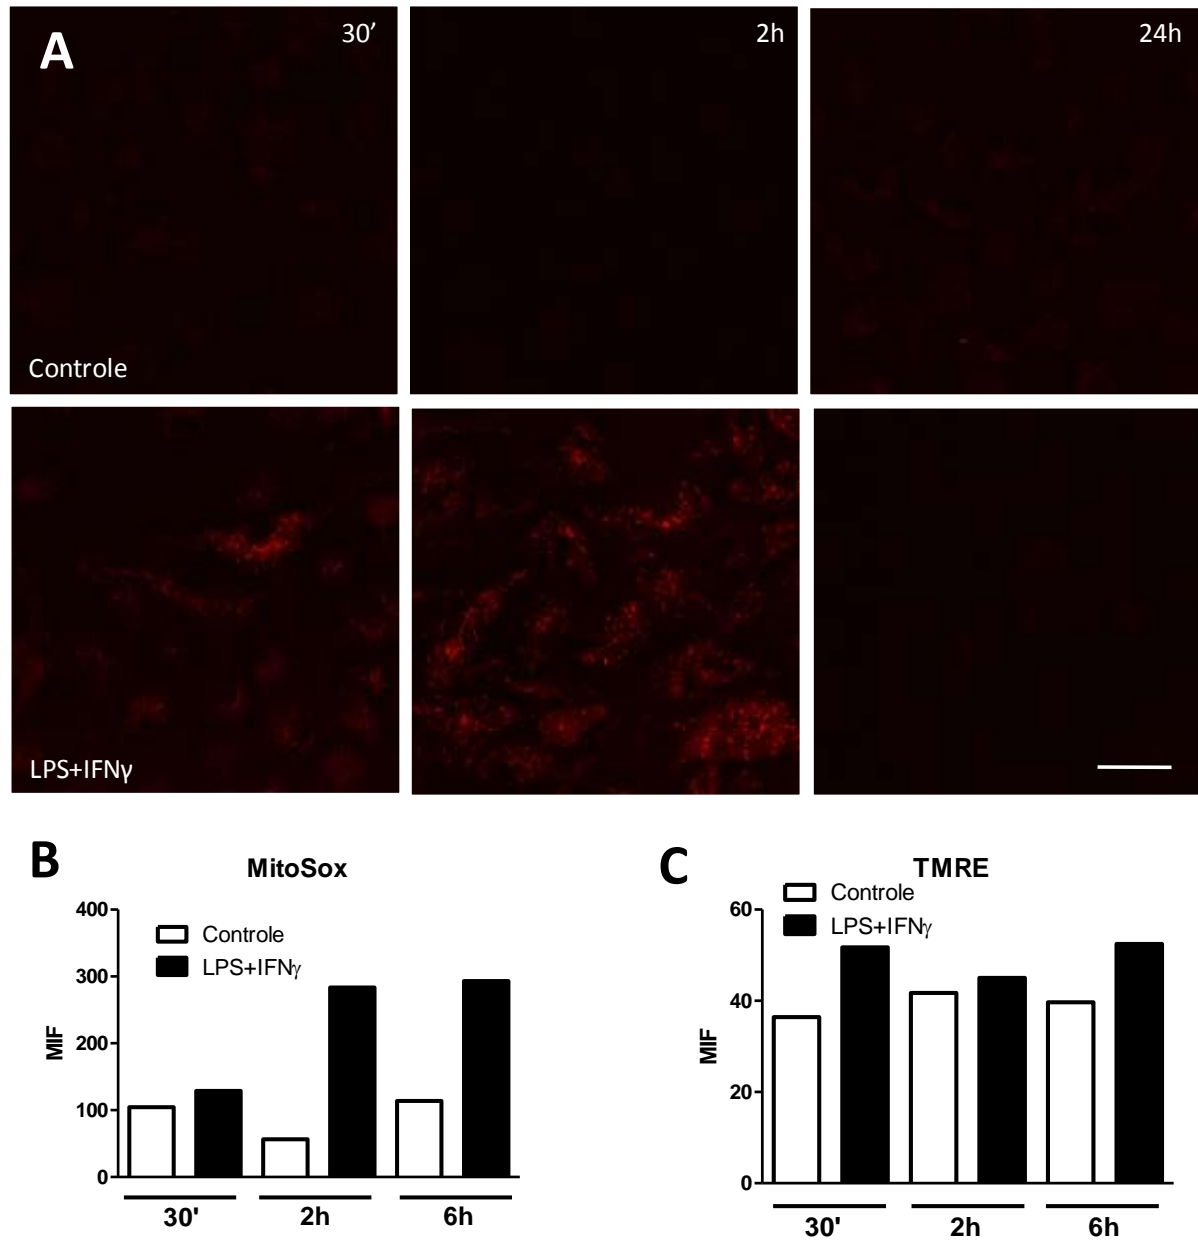 A
30’
2h
24h
Controle
LPS+IFNγ
B
MitoSox
400
300
200
100
0
MIF
Controle
LPS+IFNγ
30'
2h
6h
C
TMRE
60
40
20
0
MIF
Controle
LPS+IFNγ
30'
2h
6h